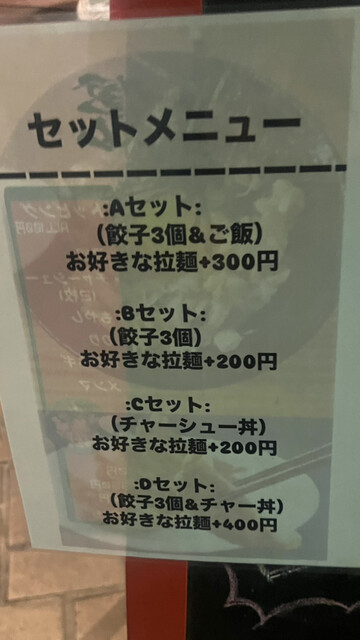 セットメニュー
:Aセット:
(餃子3個&ご飯)
お好きな拉麺+300円
:Bセット:
(餃子3個)
お好きな拉麺+200円
:Cセット:
(チャーシュー丼)
お好きな拉麺+200円
:Dセット:
(餃子3個&チャー丼)
お好きな拉麺+400円